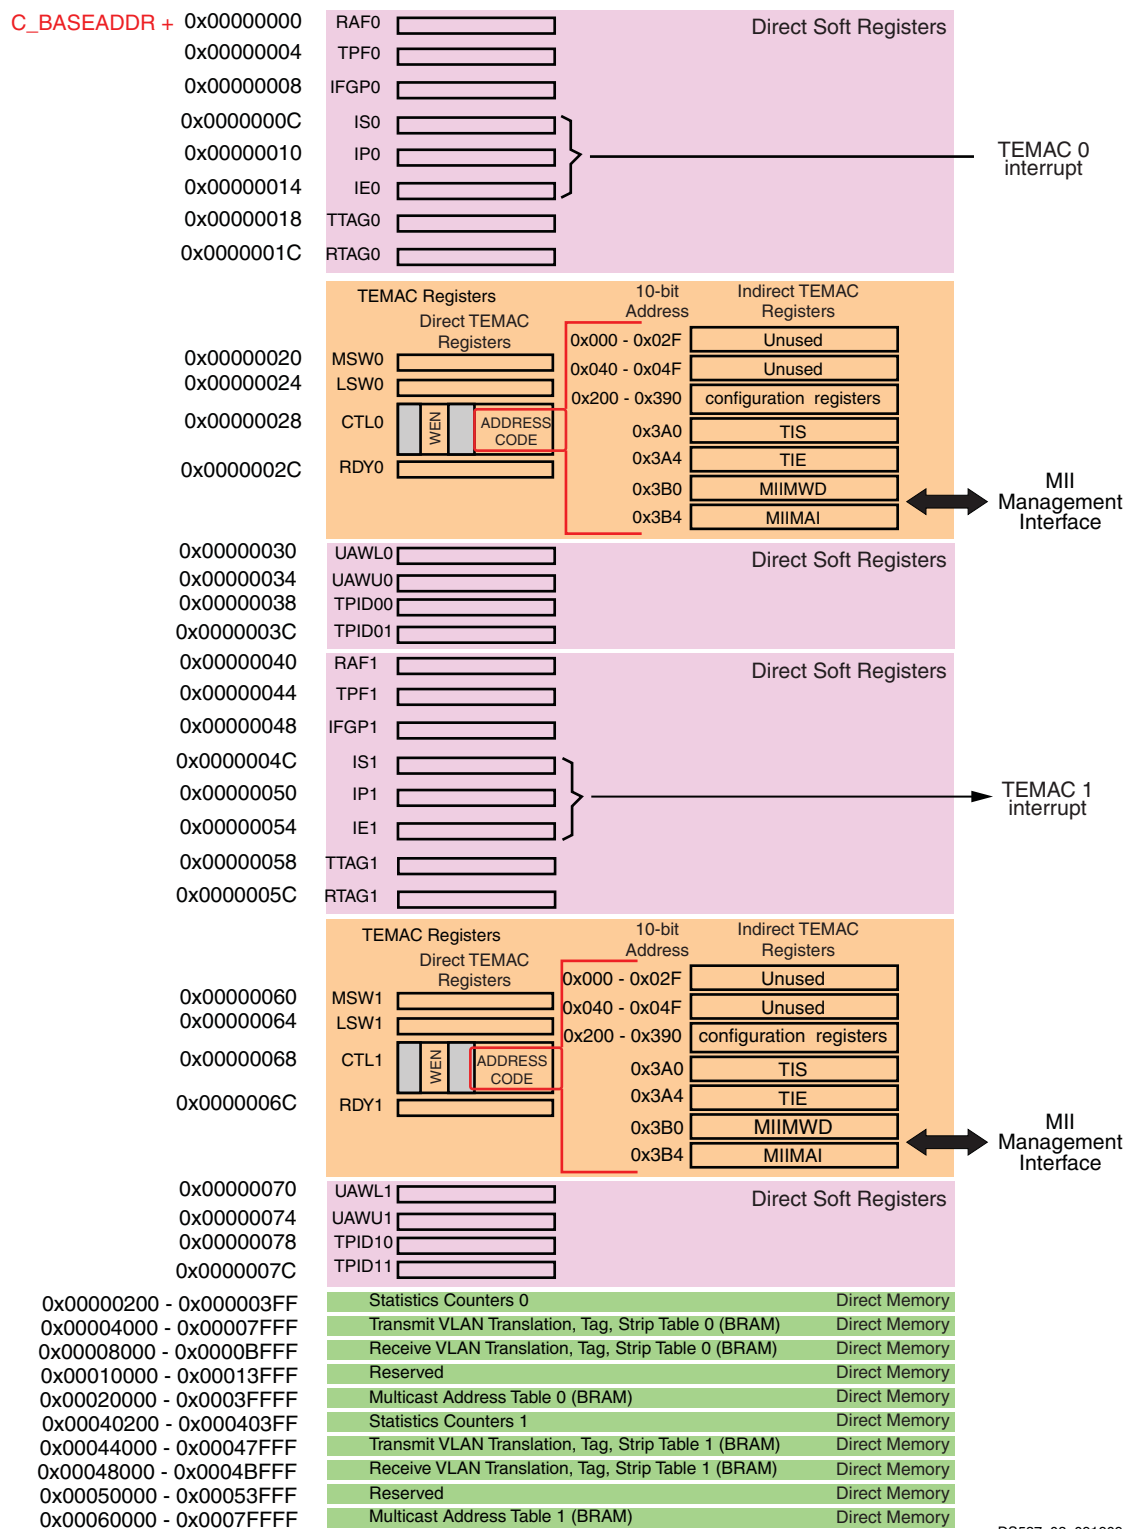 C_BASEADDR + 0x00000000 RAF0 Direct Soft Registers
0x00000004 TPF0
0x00000008 IFGP0
0x0000000C IS0
0x00000010 IP0 TEMAC 0
interrupt
0x00000014 IE0
0x00000018 TTAG0
0x0000001C RTAG0
TEMAC Registers 10-bit Indirect TEMAC
Direct TEMAC Address Registers
Registers 0x000 - 0x02F Unused
0x00000020 MSW0 0x040 - 0x04F Unused
0x00000024 LSW0 0x200 - 0x390 configuration registers
0x00000028 CTL0 WEN ADDRESS
CODE 0x3A0 TIS
0x3A4 TIE
0x0000002C RDY0 0x3B0 MIIMWD
0x3B4 MIIMAI
MII
Management
Interface
0x00000030 UAWL0 Direct Soft Registers
0x00000034 UAWU0
0x00000038 TPID00
0x0000003C TPID01
0x00000040 RAF1 Direct Soft Registers
0x00000044 TPF1
0x00000048 IFGP1
0x0000004C IS1
0x00000050 IP1 TEMAC 1
interrupt
0x00000054 IE1
0x00000058 TTAG1
0x0000005C RTAG1
TEMAC Registers 10-bit Indirect TEMAC
Direct TEMAC Address Registers
Registers 0x000 - 0x02F Unused
0x00000060 MSW1 0x040 - 0x04F Unused
0x00000064 LSW1 0x200 - 0x390 configuration registers
0x00000068 CTL1 WEN ADDRESS
CODE 0x3A0 TIS
0x3A4 TIE
0x0000006C RDY1 0x3B0 MIIMWD
0x3B4 MIIMAI
MII
Management
Interface
0x00000070 UAWL1 Direct Soft Registers
0x00000074 UAWU1
0x00000078 TPID10
0x0000007C TPID11
0x00000200 - 0x000003FF Statistics Counters 0 Direct Memory
0x00004000 - 0x00007FFF Transmit VLAN Translation, Tag, Strip Table 0 (BRAM) Direct Memory
0x00008000 - 0x0000BFFF Receive VLAN Translation, Tag, Strip Table 0 (BRAM) Direct Memory
0x00010000 - 0x00013FFF Reserved Direct Memory
0x00020000 - 0x0003FFFF Multicast Address Table 0 (BRAM) Direct Memory
0x00040200 - 0x000403FF Statistics Counters 1 Direct Memory
0x00044000 - 0x00047FFF Transmit VLAN Translation, Tag, Strip Table 1 (BRAM) Direct Memory
0x00048000 - 0x0004BFFF Receive VLAN Translation, Tag, Strip Table 1 (BRAM) Direct Memory
0x00050000 - 0x00053FFF Reserved Direct Memory
0x00060000 - 0x0007FFFF Multicast Address Table 1 (BRAM) Direct Memory